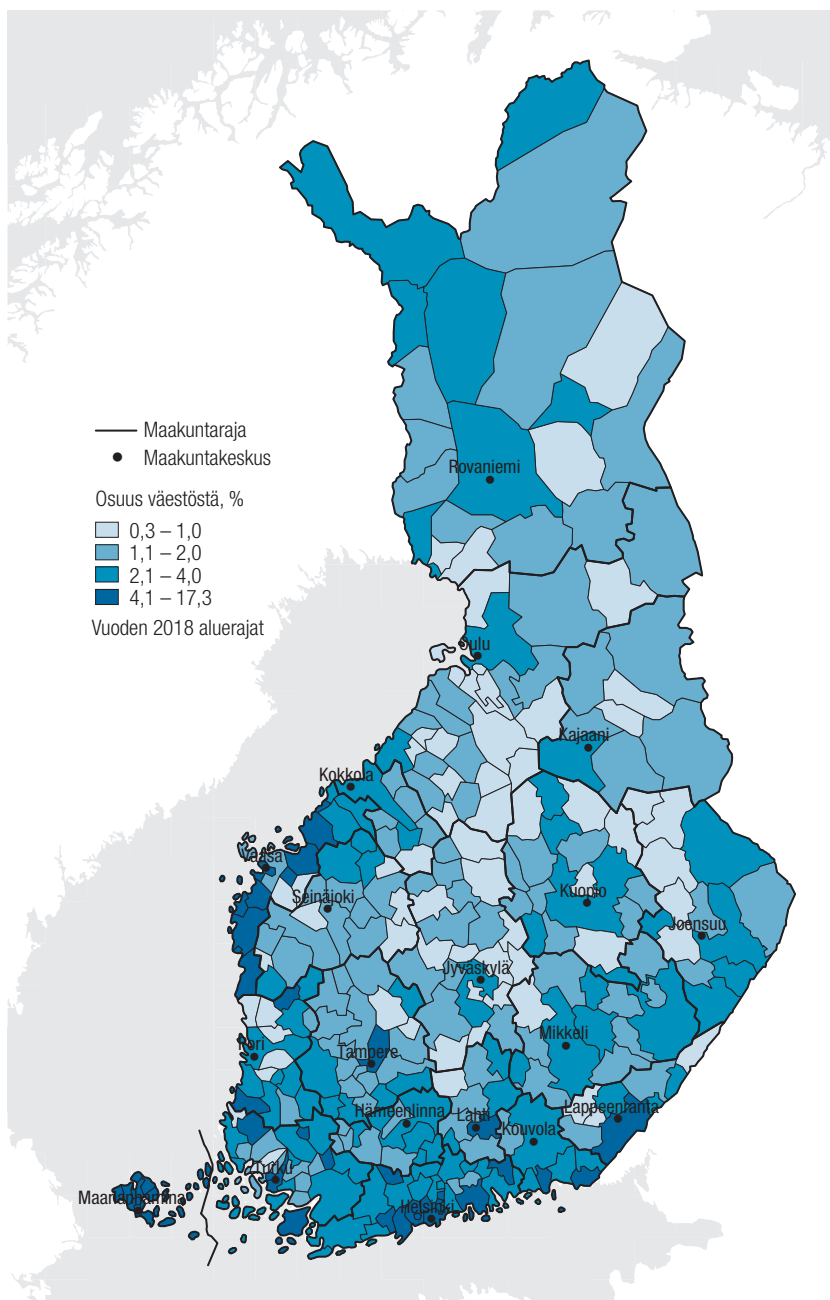 Maakuntaraja
Maakuntakeskus
Osuus väestöstä, %
0,3 – 1,0
1,1 – 2,0
2,1 – 4,0
4,1 – 17,3
Vuoden 2018 aluerajat
Rovaniemi
Oulu
Kajaani
Kokkola
Vaasa
Seinäjoki
Kuopio
Joensuu
Jyväskylä
Mikkeli
Pori
Tampere
Hämeenlinna
Lahti
Lappeenranta
Kouvola
Turku
Maarianhamina
Helsinki